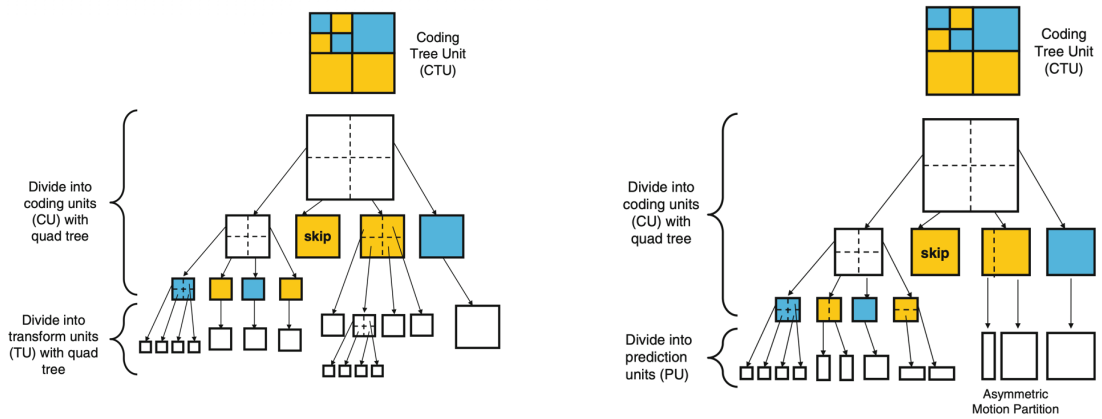 Coding
Tree Unit
(CTU)
Divide into
coding units
(CU) with
quad tree
skip
Divide into
transform units
(TU) with quad
tree
Coding
Tree Unit
(CTU)
Divide into
coding units
(CU) with
quad tree
skip
Divide into
prediction
units (PU)
Asymmetric
Motion Partition